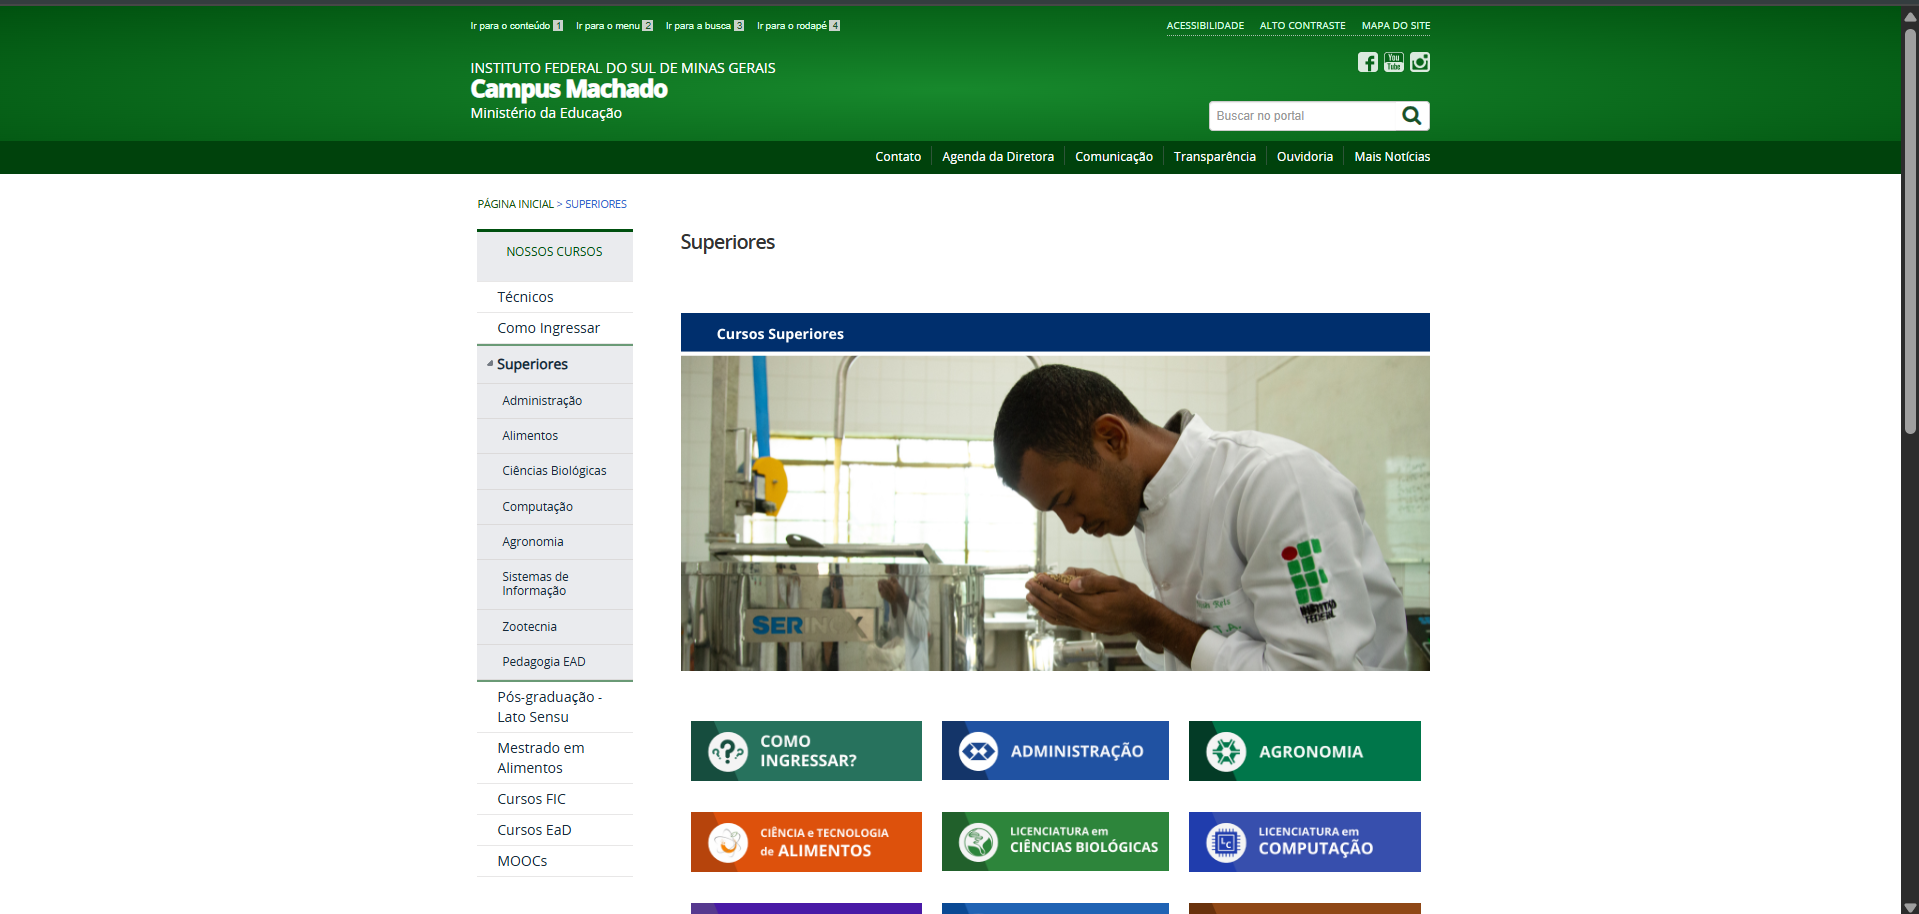 Ir para o conteúdo 1 Ir para o menu 2 Ir para a busca 3 Ir para o rodapé 4
ACESSIBILIDADE ALTO CONTRASTE MAPA DO SITE
INSTITUTO FEDERAL DO SUL DE MINAS GERAIS
Campus Machado
Ministério da Educação
You
Tube
Buscar no portal
Contato Agenda da Diretora Comunicação Transparência Ouvidoria Mais Notícias
PÁGINA INICIAL > SUPERIORES
NOSSOS CURSOS
Técnicos
Como Ingressar
Superiores
Administração
Alimentos
Ciências Biológicas
Computação
Agronomia
Sistemas de
Informação
Zootecnia
Pedagogia EAD
Pós-graduação -
Lato Sensu
Mestrado em
Alimentos
Cursos FIC
Cursos EaD
MOOCs
Superiores
Cursos Superiores
SERINOX
INSTITUTO
FEDERAL
COMO
INGRESSAR?
ADMINISTRAÇÃO
AGRONOMIA
CIÊNCIA e TECNOLOGIA
de ALIMENTOS
LICENCIATURA em
CIÊNCIAS BIOLÓGICAS
LC
LICENCIATURA em
COMPUTAÇÃO